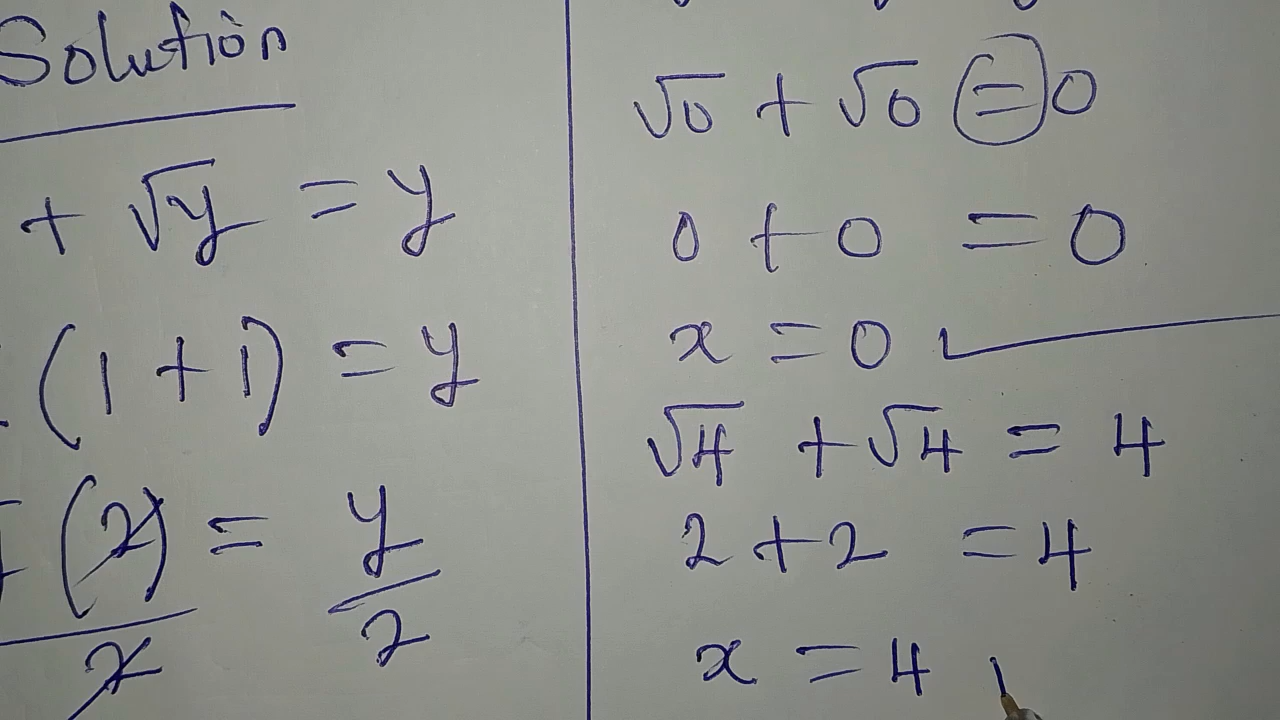 Solution
+ √y = y
(1 + 1) = y
(2) = y/2
2
√0 + √0 = 0
0 + 0 = 0
x = 0
√4 + √4 = 4
2 + 2 = 4
x = 4